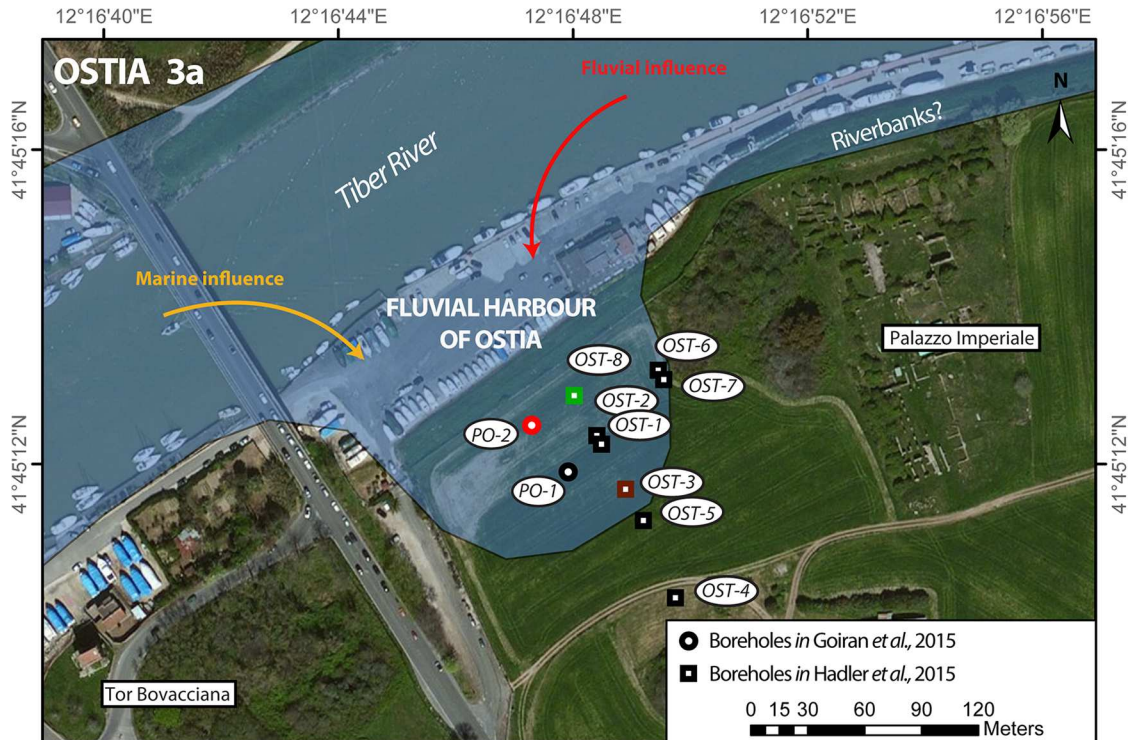 12°16'40"E
12°16'44"E
12°16'48"E
12°16'52"E
12°16'56"E
OSTIA 3a
Fluvial influence
N
41°45'16"N
41°45'16"N
Tiber River
Riverbanks?
Marine influence
FLUVIAL HARBOUR
OF OSTIA
Palazzo Imperiale
OST-6
OST-8
OST-7
OST-2
OST-1
PO-2
41°45'12"N
41°45'12"N
PO-1
OST-3
OST-5
OST-4
Boreholes in Goiran et al., 2015
Boreholes in Hadler et al., 2015
Tor Bovacciana
0 15 30 60 90 120
Meters